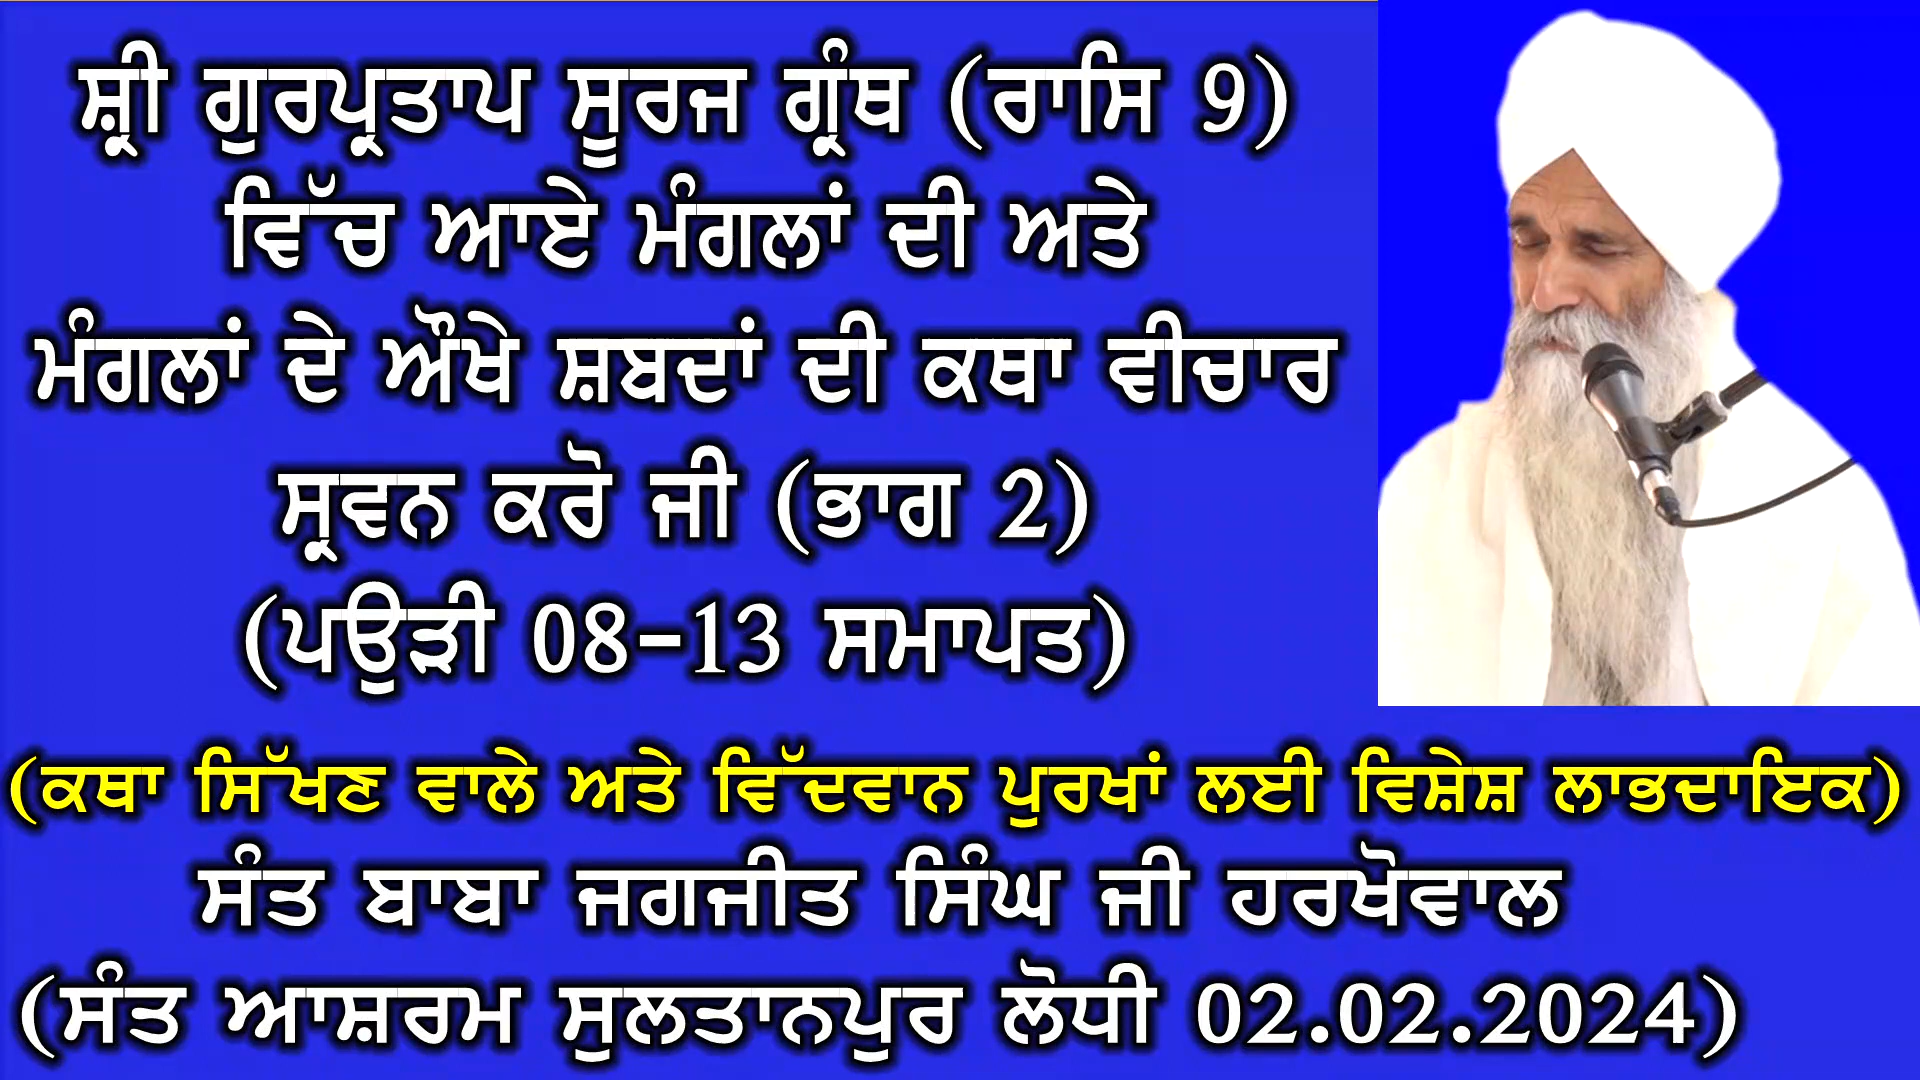 ਸ਼੍ਰੀ ਗੁਰਪ੍ਰਤਾਪ ਸੂਰਜ ਗ੍ਰੰਥ (ਰਾਸਿ 9)
ਵਿੱਚ ਆਏ ਮੰਗਲਾਂ ਦੀ ਅਤੇ
ਮੰਗਲਾਂ ਦੇ ਔਖੇ ਸ਼ਬਦਾਂ ਦੀ ਕਥਾ ਵੀਚਾਰ
ਸ੍ਰਵਨ ਕਰੋ ਜੀ (ਭਾਗ 2)
(ਪਉੜੀ 08-13 ਸਮਾਪਤ)
(ਕਥਾ ਸਿੱਖਣ ਵਾਲੇ ਅਤੇ ਵਿੱਦਵਾਨ ਪੁਰਖਾਂ ਲਈ ਵਿਸ਼ੇਸ਼ ਲਾਭਦਾਇਕ)
ਸੰਤ ਬਾਬਾ ਜਗਜੀਤ ਸਿੰਘ ਜੀ ਹਰਖੋਵਾਲ
(ਸੰਤ ਆਸ਼ਰਮ ਸੁਲਤਾਨਪੁਰ ਲੋਧੀ 02.02.2024)